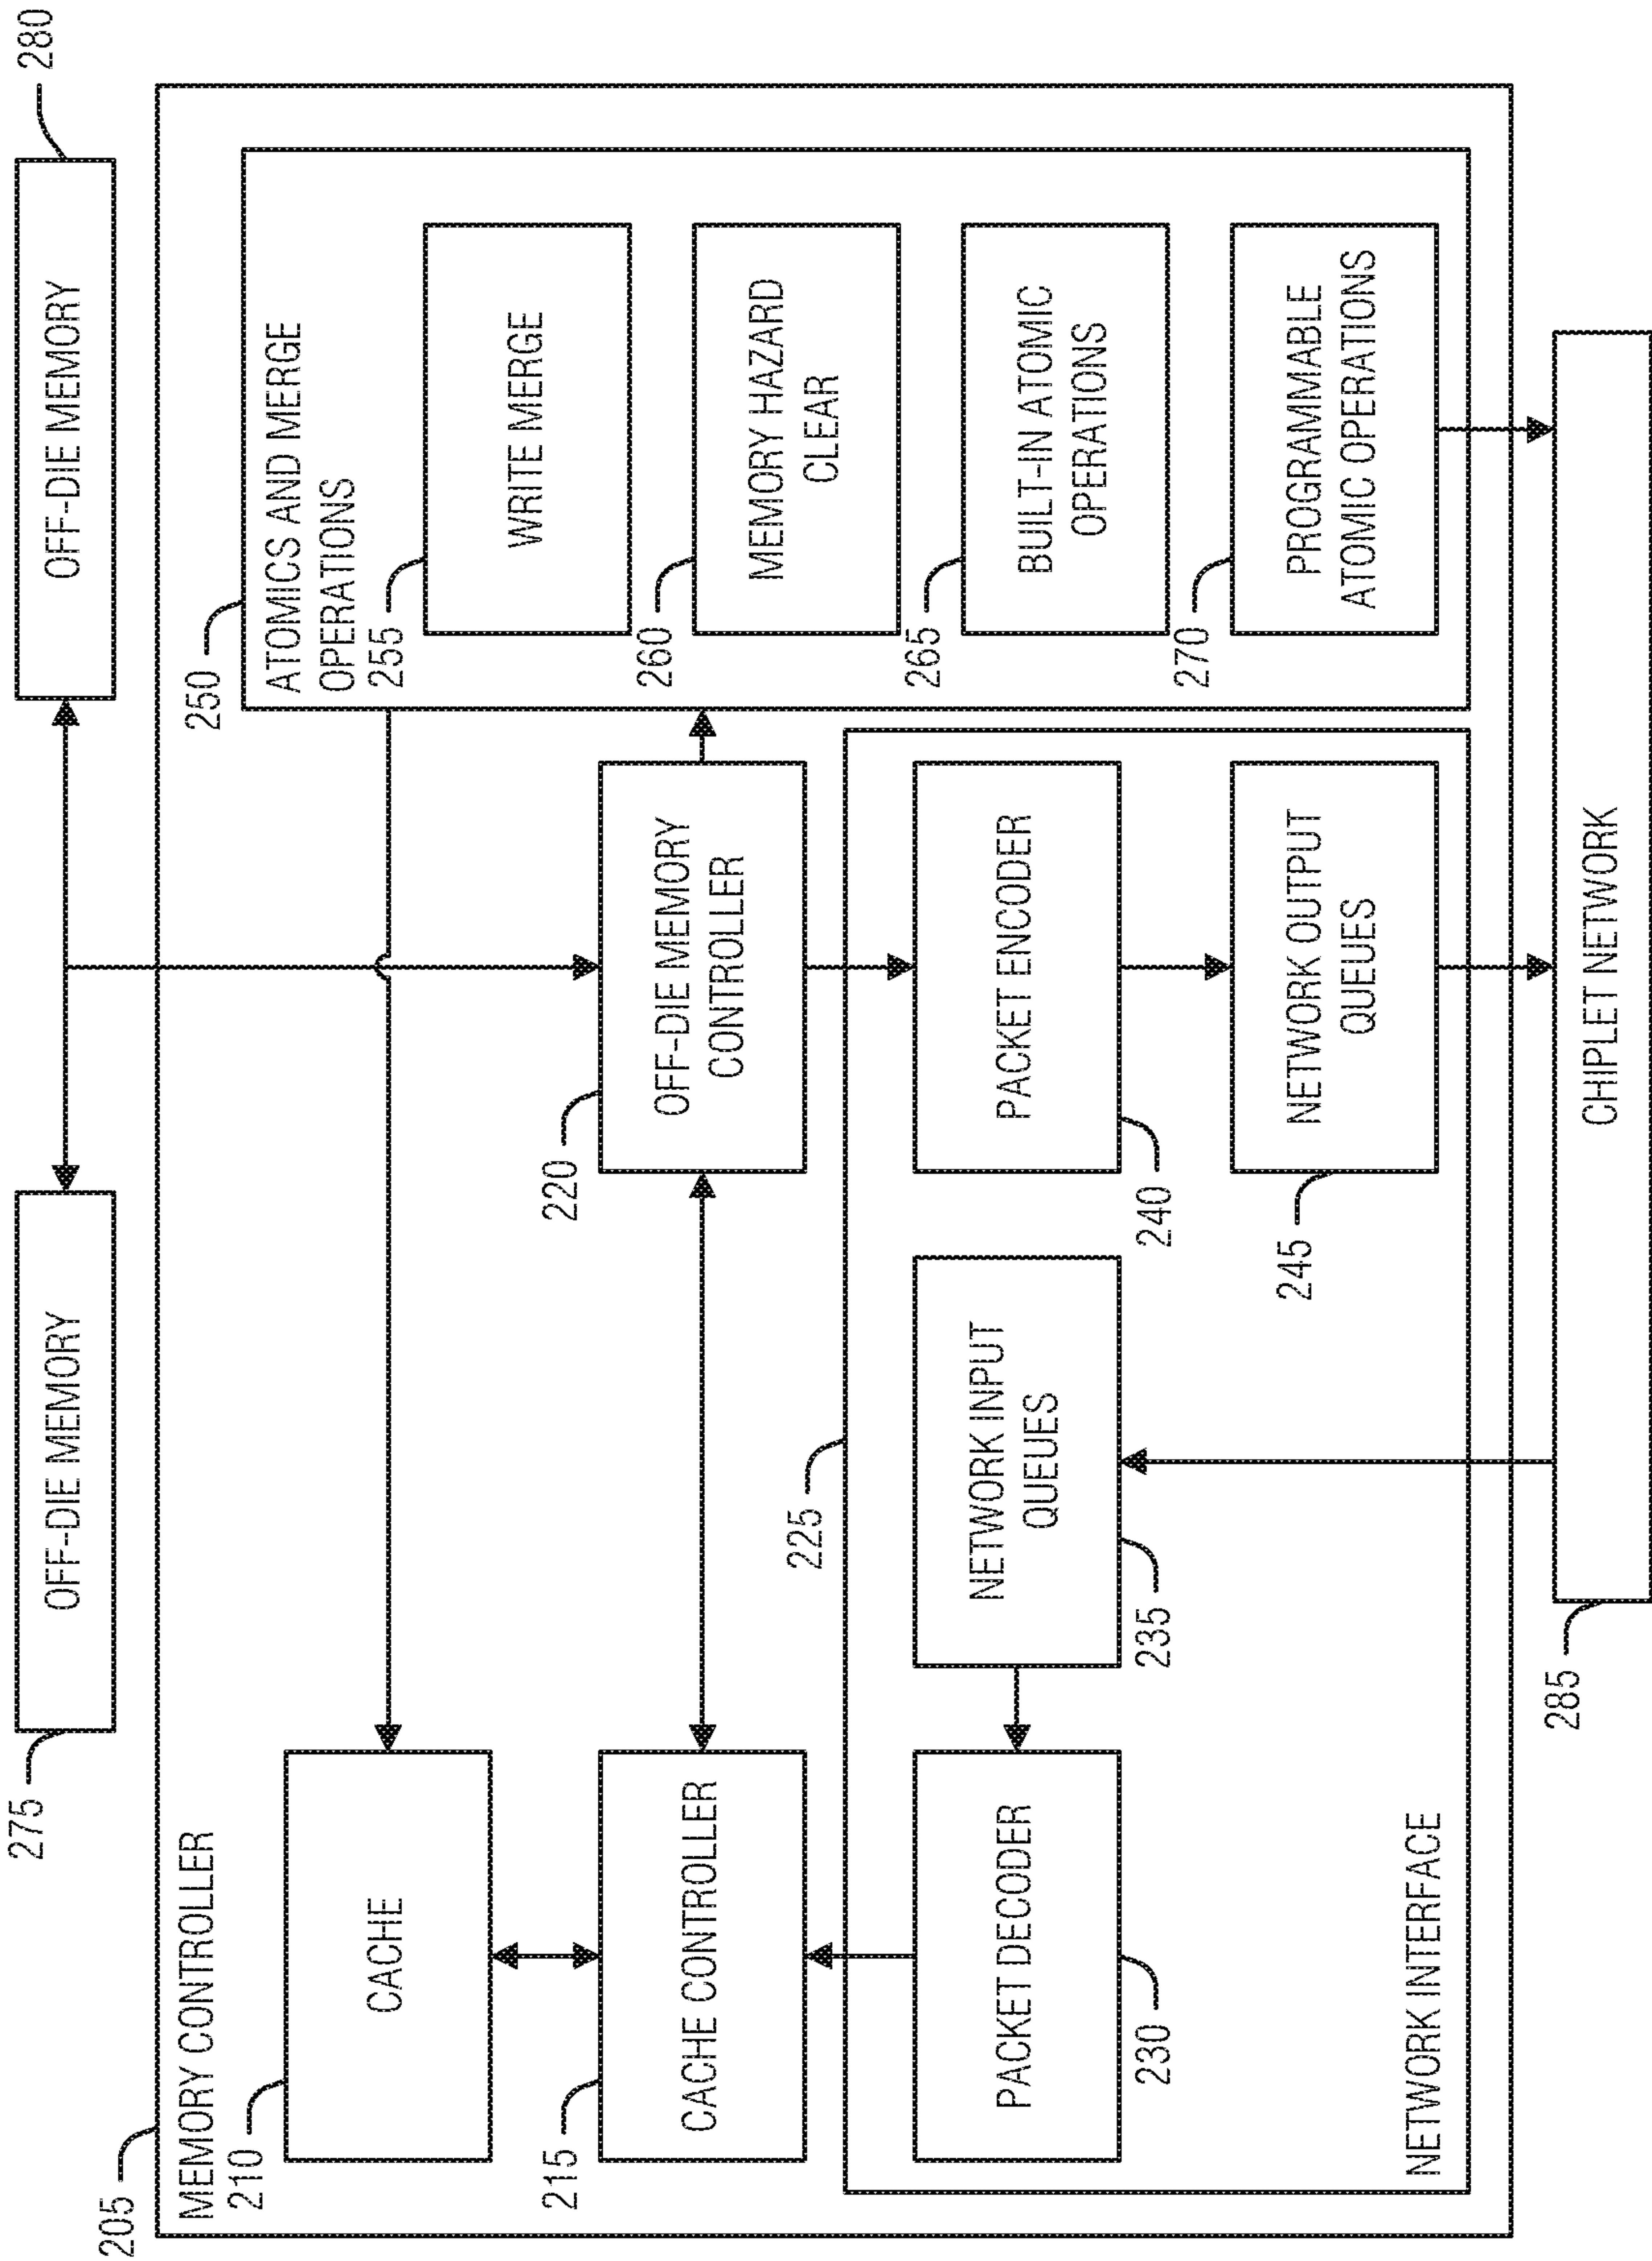 275
OFF-DIE MEMORY
OFF-DIE MEMORY
280
205
MEMORY CONTROLLER
210
CACHE
250
ATOMICS AND MERGE
OPERATIONS
255
WRITE MERGE
215
CACHE CONTROLLER
220
OFF-DIE MEMORY
CONTROLLER
260
MEMORY HAZARD
CLEAR
225
PACKET DECODER
230
NETWORK INPUT
QUEUES
235
PACKET ENCODER
240
265
BUILT-IN ATOMIC
OPERATIONS
NETWORK OUTPUT
QUEUES
245
270
PROGRAMMABLE
ATOMIC OPERATIONS
NETWORK INTERFACE
285
CHIPLET NETWORK